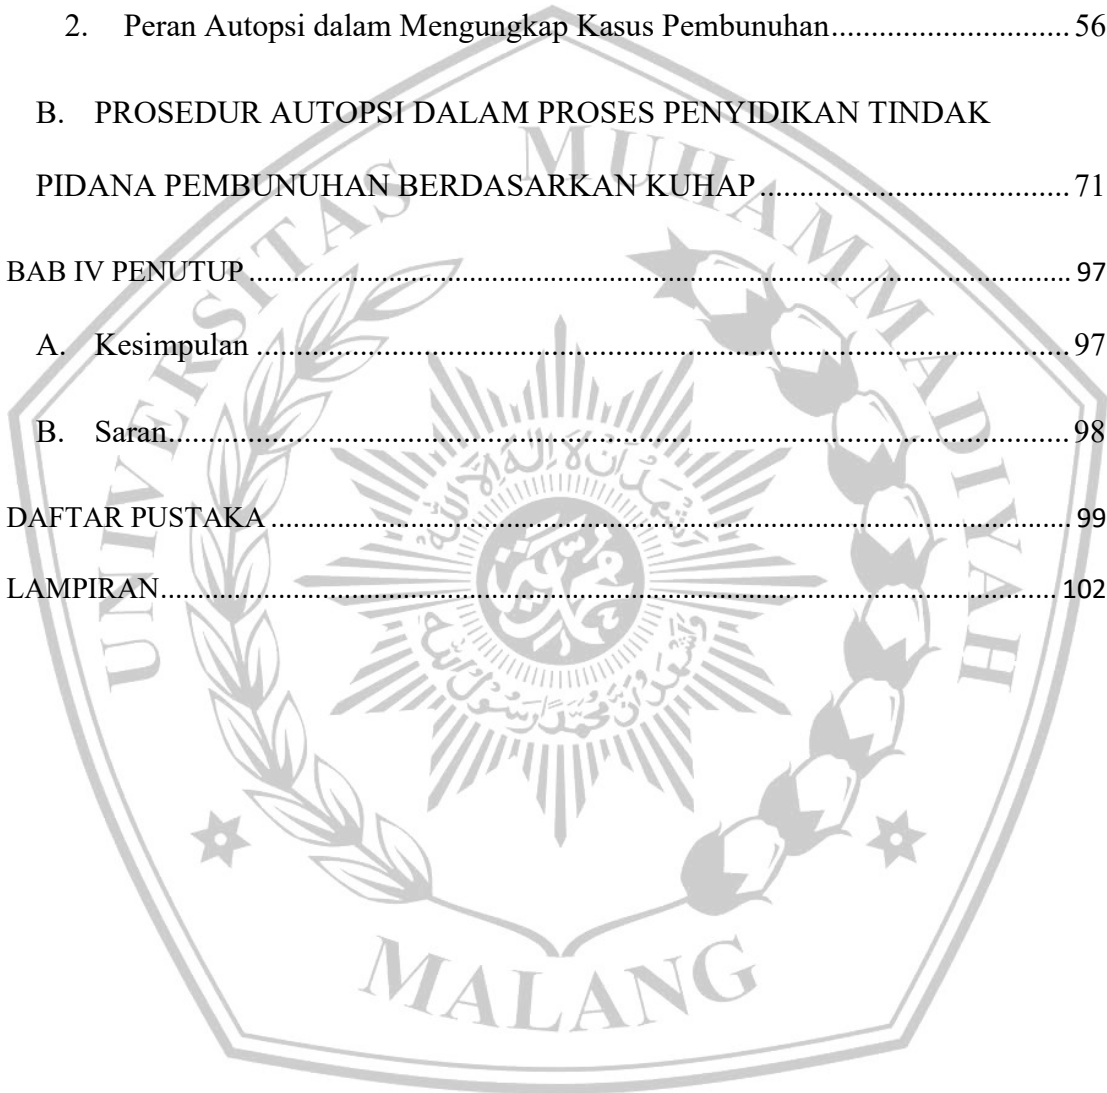 2. Peran Autopsi dalam Mengungkap Kasus Pembunuhan.............................. 56
B. PROSEDUR AUTOPSI DALAM PROSES PENYIDIKAN TINDAK
PIDANA PEMBUNUHAN BERDASARKAN KUHAP ....................................... 71
BAB IV PENUTUP ......................................................................................................... 97
A. Kesimpulan ....................................................................................................... 97
B. Saran.................................................................................................................. 98
DAFTAR PUSTAKA ...................................................................................................... 99
LAMPIRAN................................................................................................................... 102
UNIVERSITAS MUHAMMADIYAH
MALANG